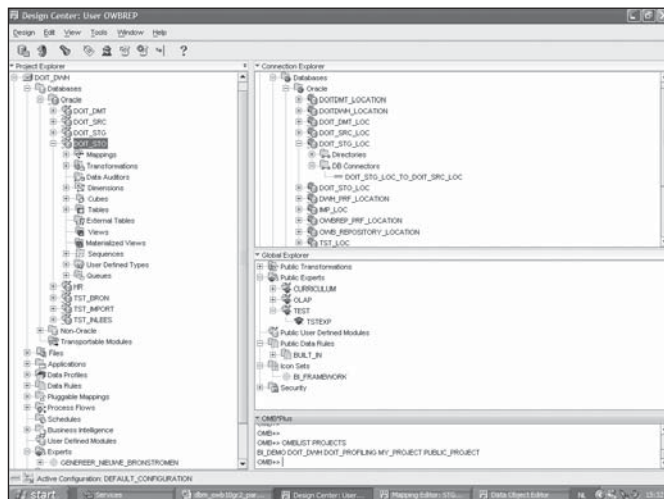 Design Center: User OWBREP
Design Edit View Tools Window Help
Project Explorer
DOIT_DWH
Databases
Oracle
DOIT_DMT
DOIT_SRC
DOIT_STG
DOIT_STO
Mappings
Transformations
Data Auditors
Dimensions
Cubes
Tables
External Tables
Views
Materialized Views
Sequences
User Defined Types
Queues
HR
TST_BRON
TST_IMPORT
TST_INLEES
Non-Oracle
Transportable Modules
Files
Applications
Data Profiles
Data Rules
Pluggable Mappings
Process Flows
Schedules
Business Intelligence
User Defined Modules
Experts
GENEREER_NIEUWE_BRONSTROMEN
Connection Explorer
Databases
Oracle
DOITDMT_LOCATION
DOITDWH_LOCATION
DOIT_DMT_LOC
DOIT_SRC_LOC
DOIT_STG_LOC
Directories
DB Connectors
DOIT_STG_LOC_TO_DOIT_SRC_LOC
DOIT_STO_LOC
DWH_PRF_LOCATION
IMP_LOC
OWBREP_PRF_LOCATION
OWB_REPOSITORY_LOCATION
TST_LOC
Global Explorer
Public Transformations
Public Experts
CURRICULUM
OLAP
TEST
TSTEXP
Public User Defined Modules
Public Data Rules
BUILT_IN
Icon Sets
BI_FRAMEWORK
Security
OMB*Plus
OMB+>
OMB+> OMBLIST PROJECTS
BI_DEMO DOIT_DWH DOIT_PROFILING MY_PROJECT PUBLIC_PROJECT
OMB+>
Active Configuration: DEFAULT_CONFIGURATION
start Services Design Center: User... Mapping Editor: STG... Data Object Editor NL